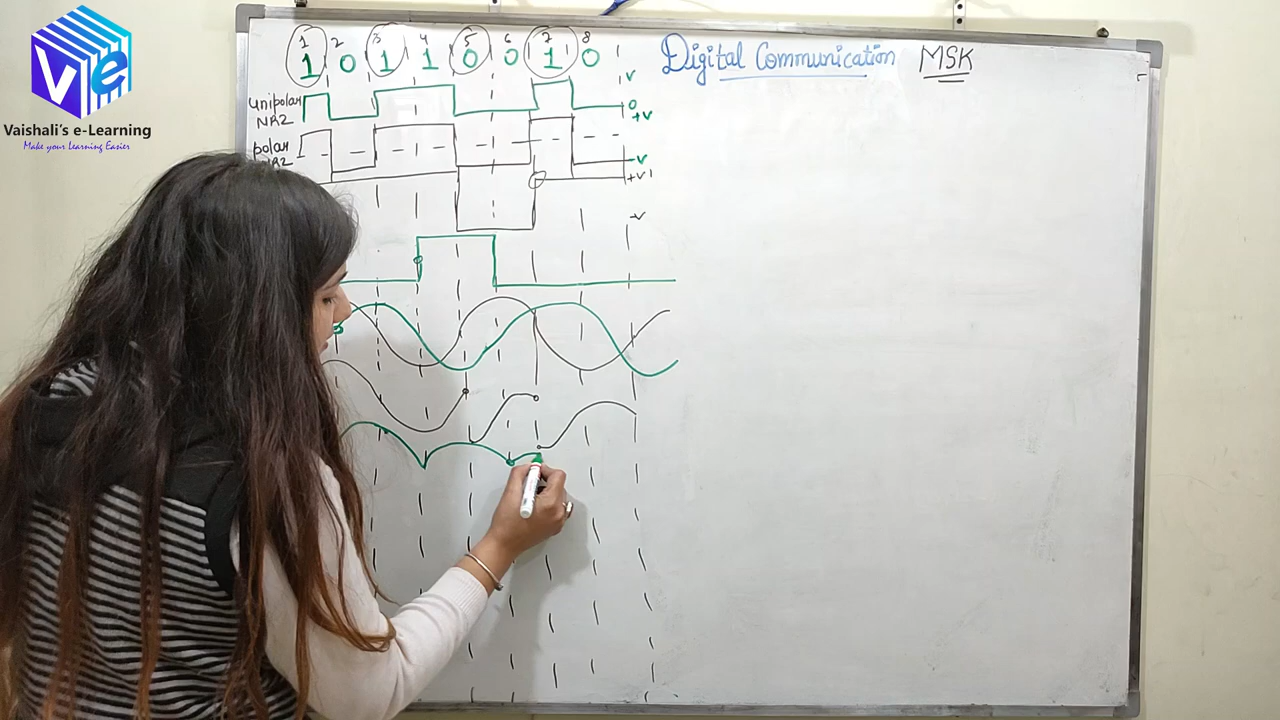 Ve
Vaishali's e-Learning
Make your Learning Easier
Digital Communication MSK
1 2 3 4 5 6 7 8
1 0 1 1 0 0 1 0
V
Unipolar
NRZ
0
+V
polar
-V
+V
-V